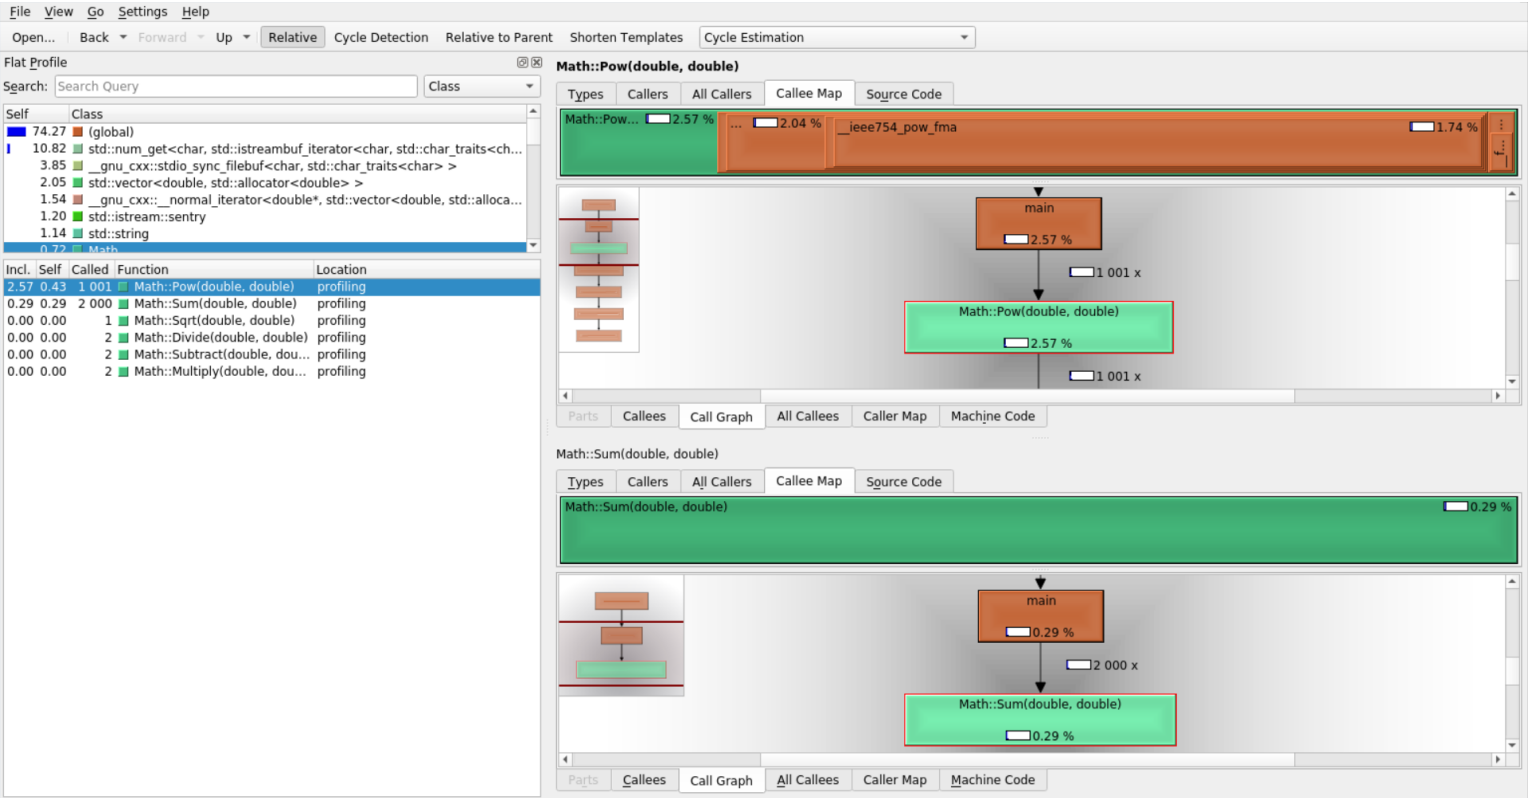 File View Go Settings Help
Open... Back Forward Up Relative Cycle Detection Relative to Parent Shorten Templates Cycle Estimation
Flat Profile
Search: Search Query Class
Self Class
74.27 (global)
10.82 std::num_get<char, std::istreambuf_iterator<char, std::char_traits<ch...
3.85 __gnu_cxx::stdio_sync_filebuf<char, std::char_traits<char> >
2.05 std::vector<double, std::allocator<double> >
1.54 __gnu_cxx::__normal_iterator<double*, std::vector<double, std::alloca...
1.20 std::istream::sentry
1.14 std::string
0.72 Math
Incl. Self Called Function Location
2.57 0.43 1 001 Math::Pow(double, double) profiling
0.29 0.29 2 000 Math::Sum(double, double) profiling
0.00 0.00 1 Math::Sqrt(double, double) profiling
0.00 0.00 2 Math::Divide(double, double) profiling
0.00 0.00 2 Math::Subtract(double, dou... profiling
0.00 0.00 2 Math::Multiply(double, dou... profiling
Math::Pow(double, double)
Types Callers All Callers Callee Map Source Code
Math::Pow... 2.57 % ... 2.04 % __ieee754_pow_fma 1.74 % ...
main
2.57 %
1 001 x
Math::Pow(double, double)
2.57 %
1 001 x
Parts Callees Call Graph All Callees Caller Map Machine Code
Math::Sum(double, double)
Types Callers All Callers Callee Map Source Code
Math::Sum(double, double) 0.29 %
main
0.29 %
2 000 x
Math::Sum(double, double)
0.29 %
Parts Callees Call Graph All Callees Caller Map Machine Code